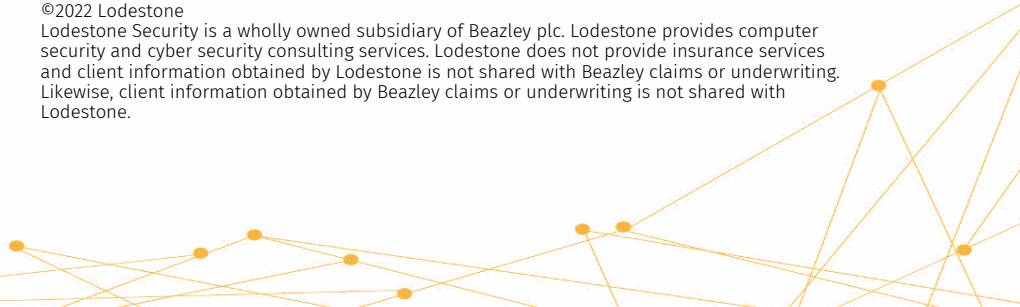 ©2022 Lodestone
Lodestone Security is a wholly owned subsidiary of Beazley plc. Lodestone provides computer
security and cyber security consulting services. Lodestone does not provide insurance services
and client information obtained by Lodestone is not shared with Beazley claims or underwriting.
Likewise, client information obtained by Beazley claims or underwriting is not shared with
Lodestone.